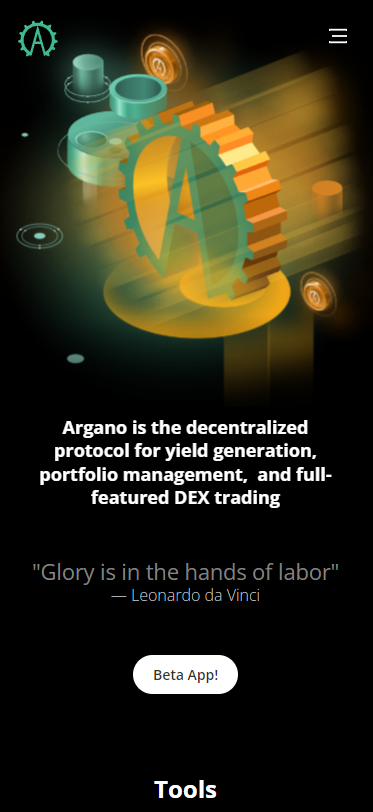 Argano is the decentralized
protocol for yield generation,
portfolio management,  and full-
featured DEX trading
"Glory is in the hands of labor"
— Leonardo da Vinci
Beta App!
Tools